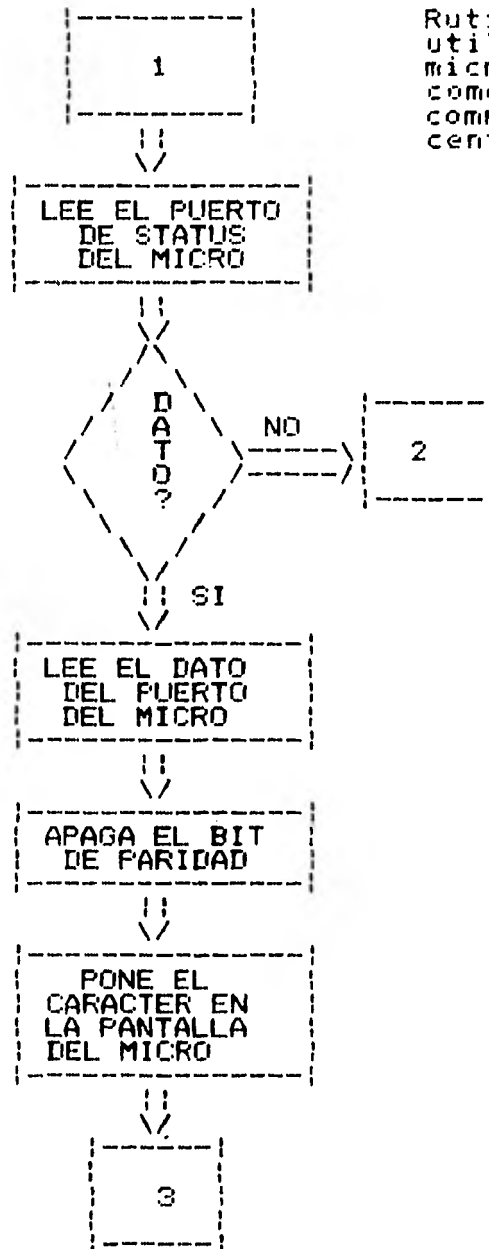 1
LEE EL PUERTO
DE STATUS
DEL MICRO
DATO?
NO
2
SI
LEE EL DATO
DEL PUERTO
DEL MICRO
APAGA EL BIT
DE PARIDAD
PONE EL
CARACTER EN
LA PANTALLA
DEL MICRO
3